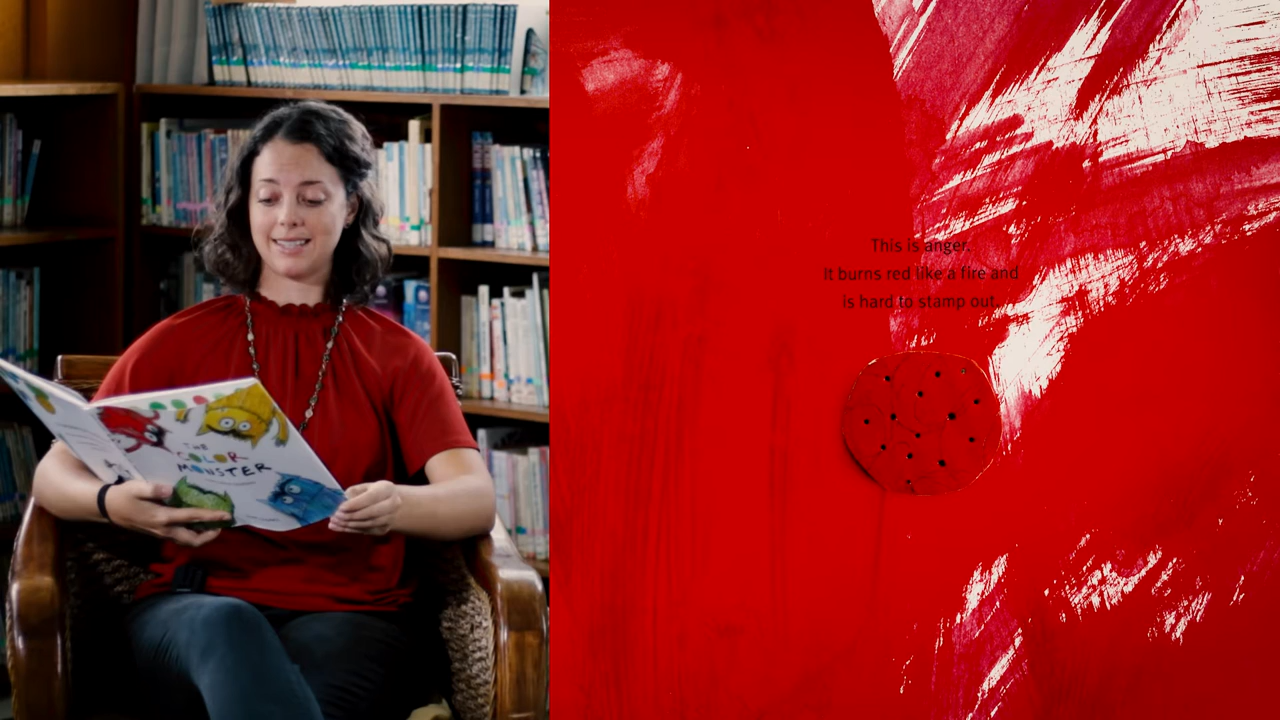 THE
COLOR
MONSTER
This is anger.
It burns red like a fire and
is hard to stamp out.